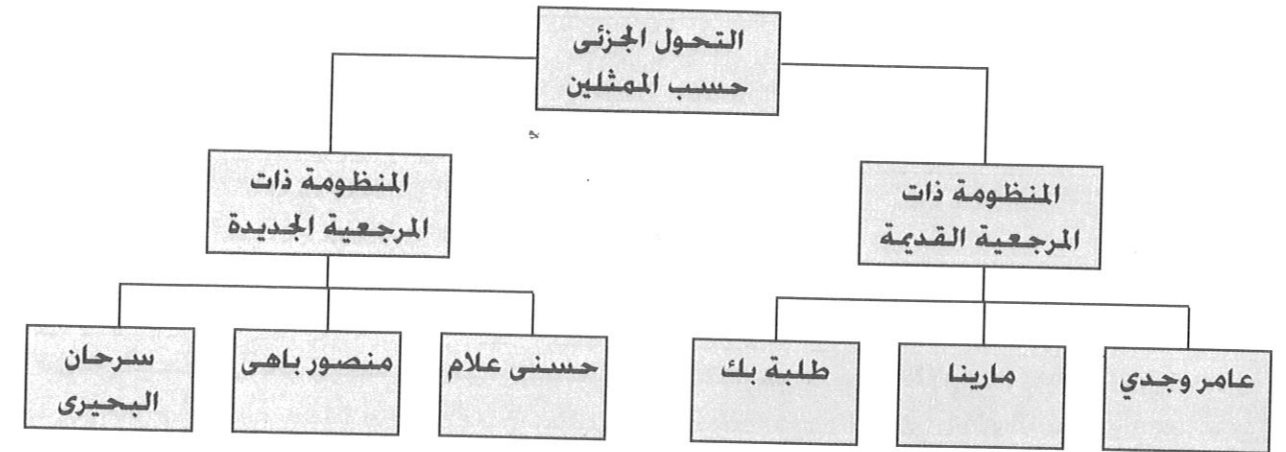 التحول الجزئى
حسب الممثلين
المنظومة ذات
المرجعية القديمة
المنظومة ذات
المرجعية الجديدة
عامر وجدي
مارينا
طلبة بك
حسنى علام
منصور باهى
سرحان
البحيرى